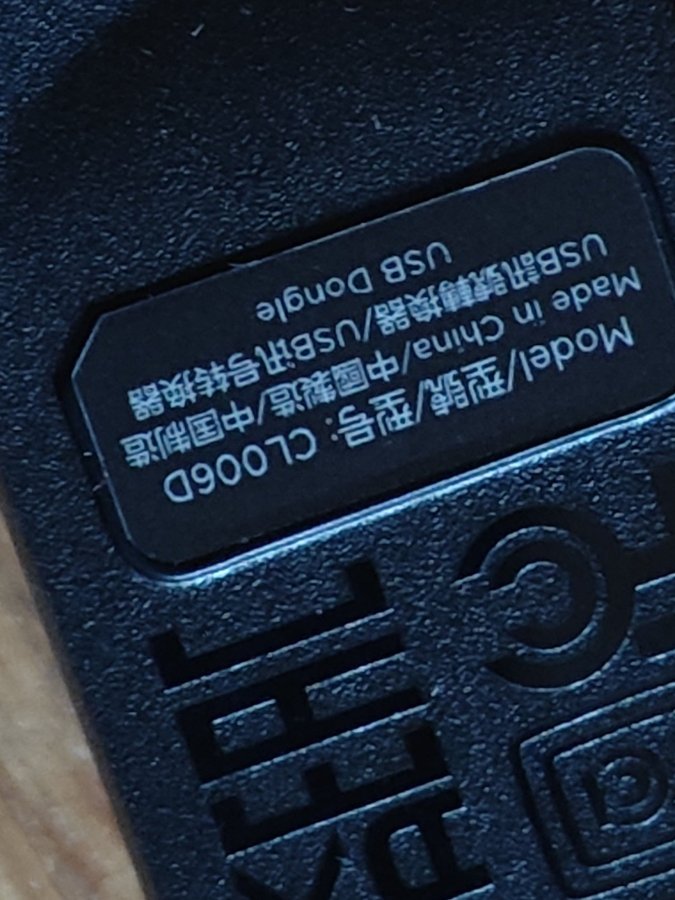 Model/型號/型号: CL006D
Made in China/中國製造/中国制造
USB訊號轉換器/USB讯号转换器
USB Dongle
FC